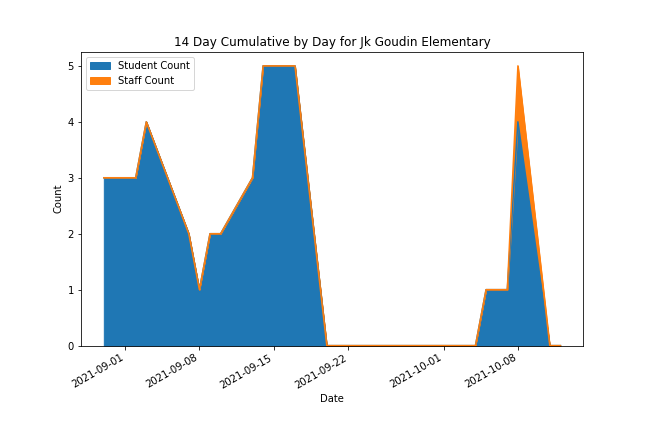 14 Day Cumulative by Day for Jk Goudin Elementary
Student Count
Staff Count
5
4
3
2
1
0
Count
2021-09-01
2021-09-08
2021-09-15
2021-09-22
2021-10-01
2021-10-08
Date